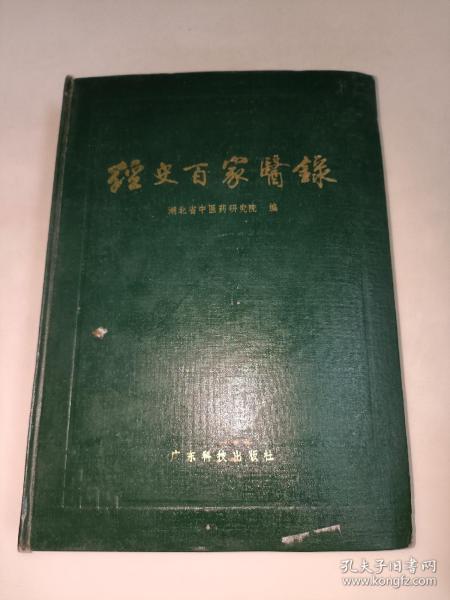 經史百家醫錄
湖北省中医药研究院 编
广东科技出版社
孔夫子旧书网
www.kongfz.com